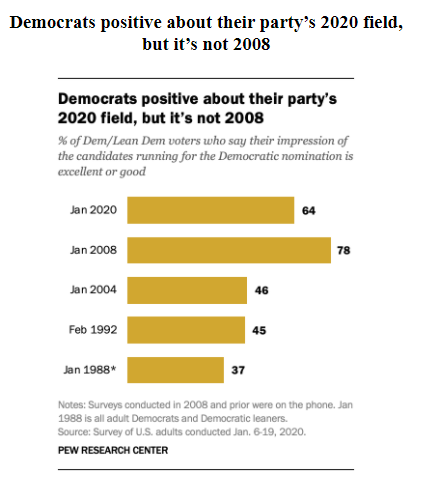 Democrats positive about their party’s 2020 field,
but it’s not 2008
Democrats positive about their party’s
2020 field, but it’s not 2008
% of Dem/Lean Dem voters who say their impression of
the candidates running for the Democratic nomination is
excellent or good
Jan 2020 64
Jan 2008 78
Jan 2004 46
Feb 1992 45
Jan 1988* 37
Notes: Surveys conducted in 2008 and prior were on the phone. Jan
1988 is all adult Democrats and Democratic leaners.
Source: Survey of U.S. adults conducted Jan. 6-19, 2020.
PEW RESEARCH CENTER